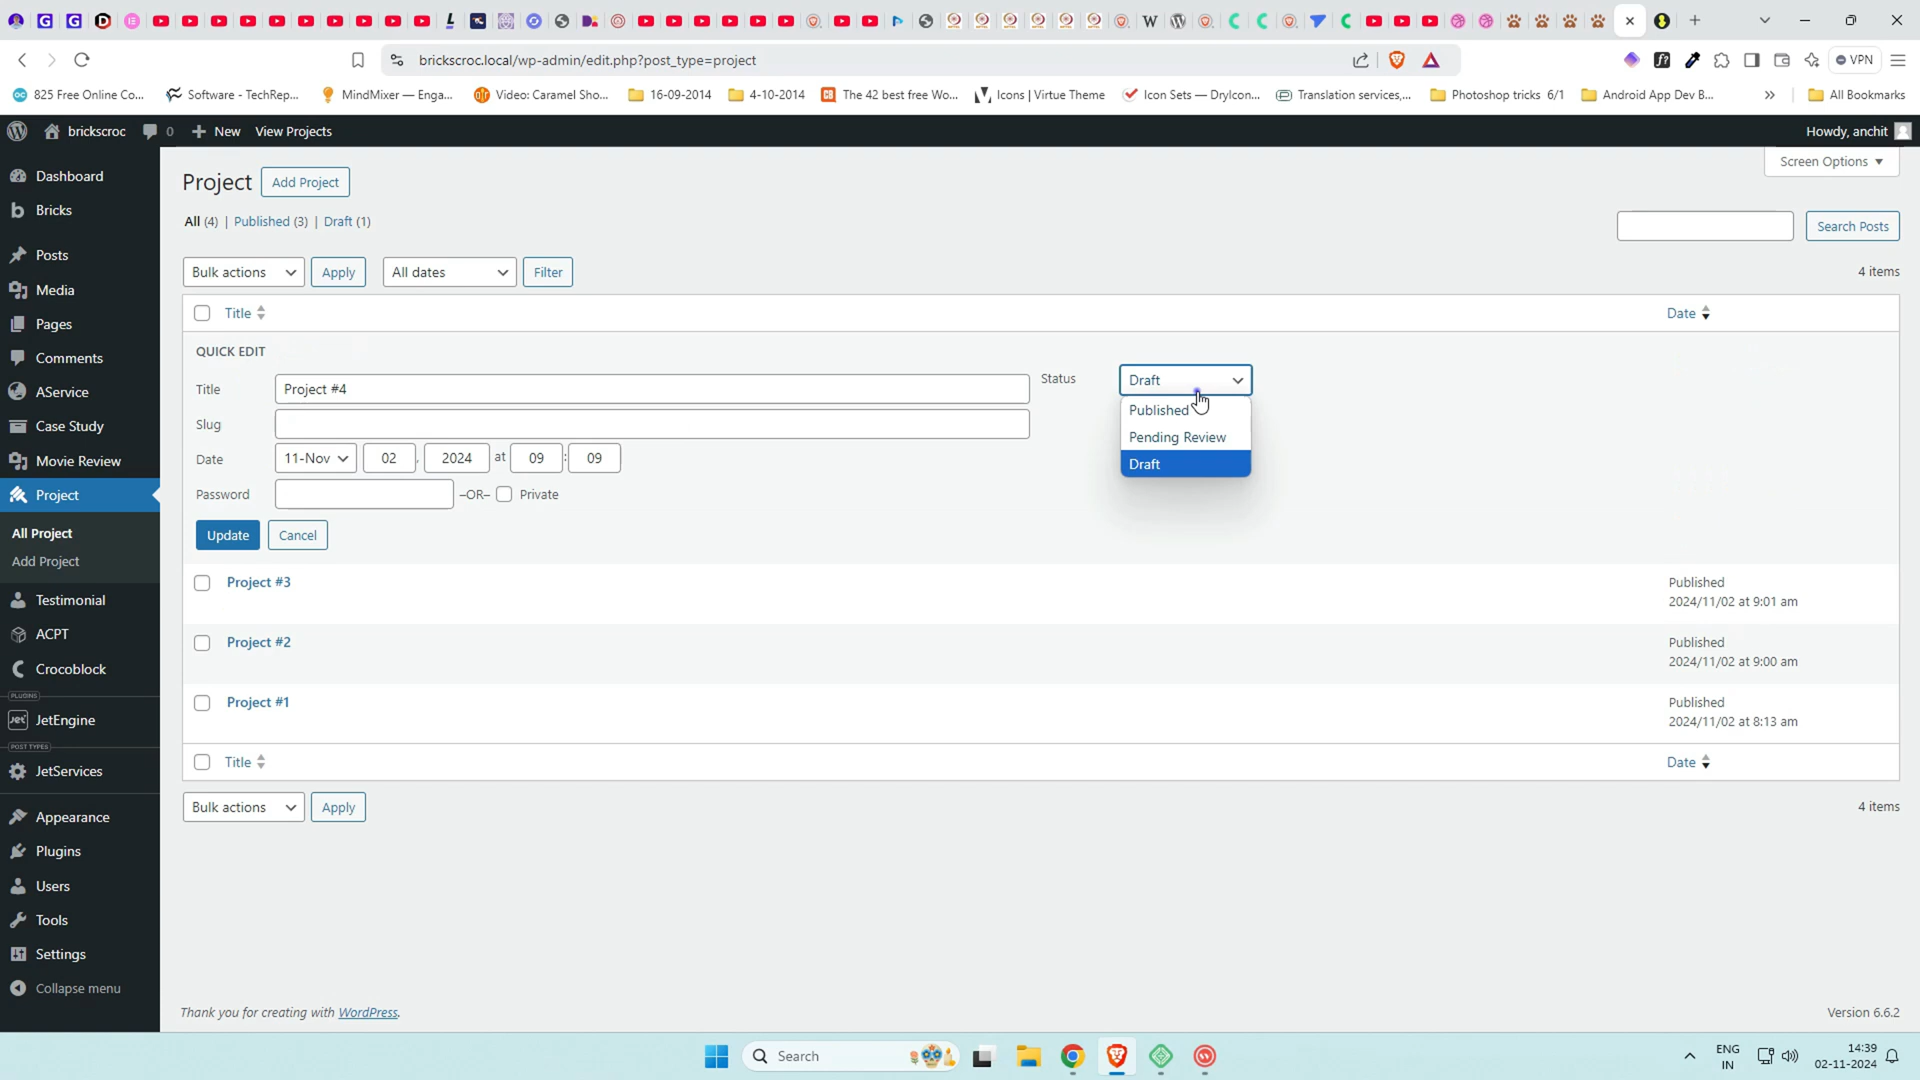 brickscroc.local/wp-admin/edit.php?post_type=project
VPN
825 Free Online Co...
Software - TechRep...
MindMixer — Enga...
Video: Caramel Sho...
16-09-2014
4-10-2014
The 42 best free Wo...
Icons | Virtue Theme
Icon Sets — DryIcon...
Translation services,...
Photoshop tricks 6/1
Android App Dev B...
All Bookmarks
brickscroc
0
New
View Projects
Howdy, anchit
Screen Options
Dashboard
Bricks
Posts
Media
Pages
Comments
AService
Case Study
Movie Review
Project
All Project
Add Project
Testimonial
ACPT
Crocoblock
PLUGINS
JetEngine
POST TYPES
JetServices
Appearance
Plugins
Users
Tools
Settings
Collapse menu
Project
Add Project
All (4) | Published (3) | Draft (1)
Search Posts
Bulk actions
Apply
All dates
Filter
4 items
Title
Date
QUICK EDIT
Title
Project #4
Status
Draft
Published
Pending Review
Draft
Slug
Date
11-Nov
02
,
2024
at
09
:
09
Password
–OR–
Private
Update
Cancel
Project #3
Published
2024/11/02 at 9:01 am
Project #2
Published
2024/11/02 at 9:00 am
Project #1
Published
2024/11/02 at 8:13 am
Title
Date
Bulk actions
Apply
4 items
Thank you for creating with WordPress.
Version 6.6.2
Search
ENG
IN
14:39
02-11-2024